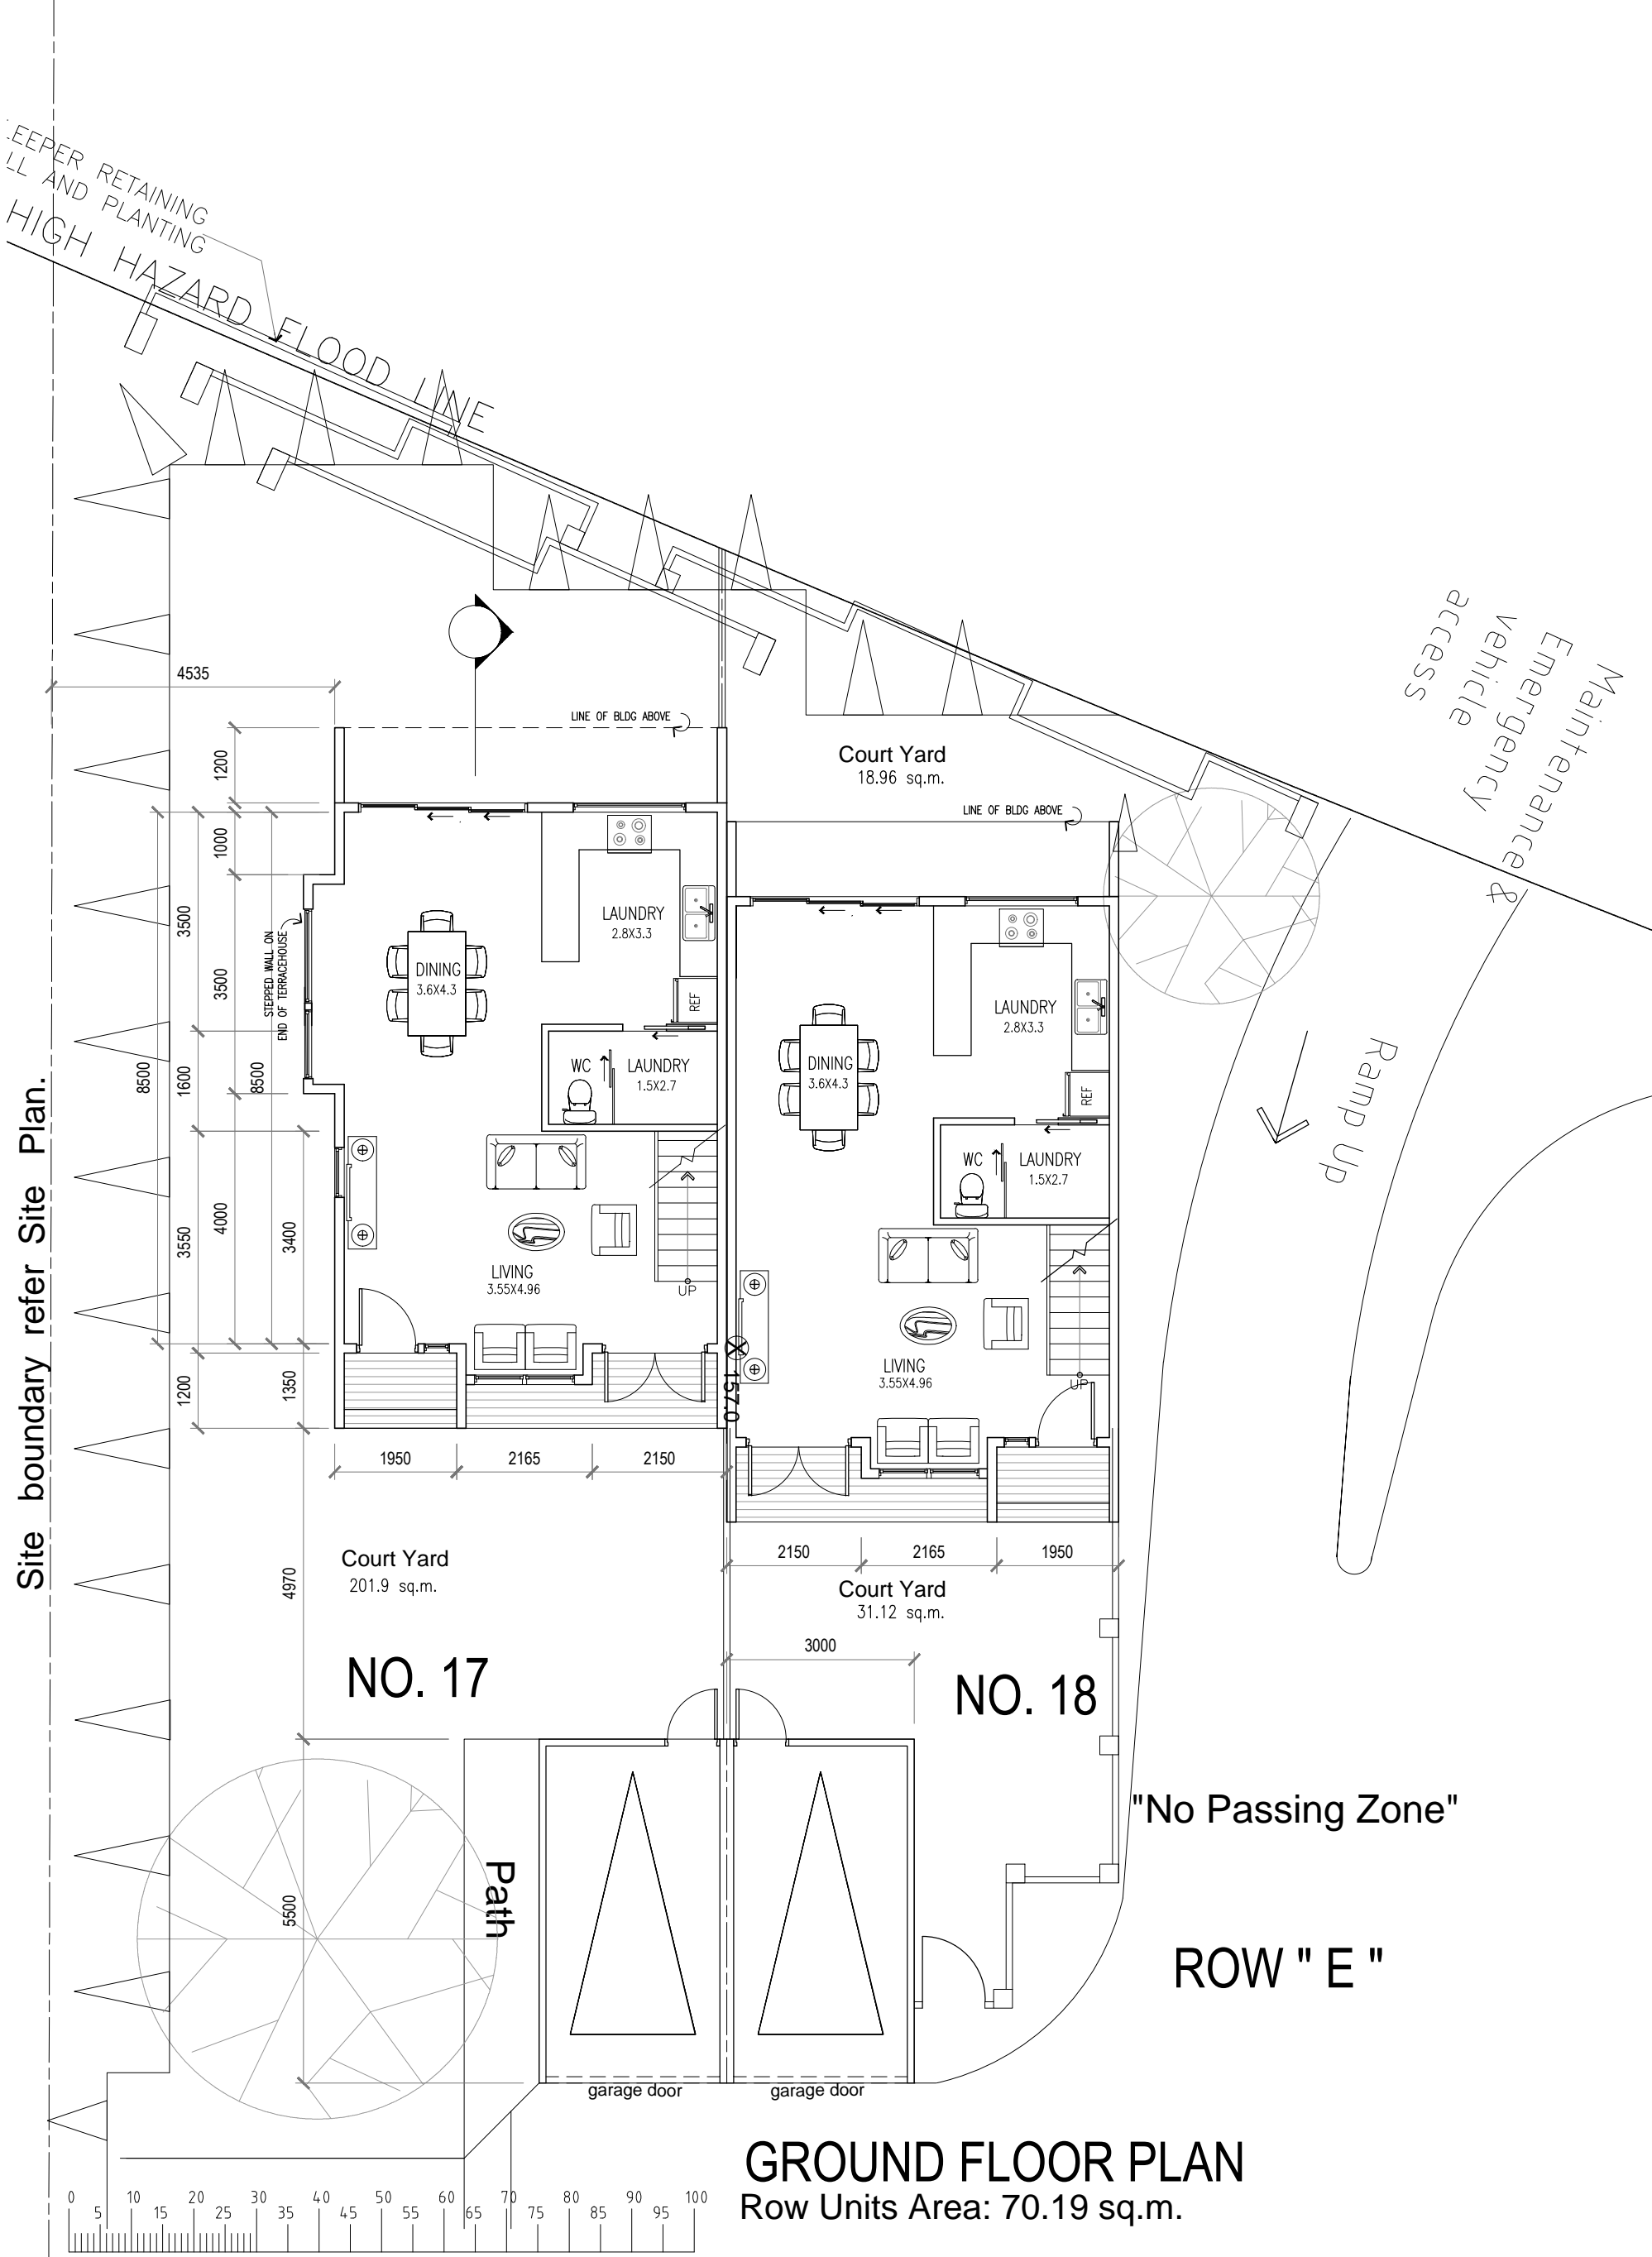 EEPER RETAINING
LL AND PLANTING
HIGH HAZARD FLOOD LINE
Maintenance &
Emergency
vehicle
access
4535
LINE OF BLDG ABOVE
Court Yard
18.96 sq.m.
LINE OF BLDG ABOVE
1200
1000
3500
3500
8500
1600
8500
4000
3550
3400
1200
1350
STEPPED WALL ON
END OF TERRACEHOUSE
LAUNDRY
2.8X3.3
DINING
3.6X4.3
REF
WC
LAUNDRY
1.5X2.7
LIVING
3.55X4.96
UP
LAUNDRY
2.8X3.3
DINING
3.6X4.3
REF
WC
LAUNDRY
1.5X2.7
LIVING
3.55X4.96
UP
X 157.0
Ramp Up
Site boundary refer Site Plan.
1950 2165 2150
2150 2165 1950
Court Yard
201.9 sq.m.
Court Yard
31.12 sq.m.
4970
3000
NO. 17
NO. 18
"No Passing Zone"
Path
5500
ROW " E "
garage door
garage door
GROUND FLOOR PLAN
Row Units Area: 70.19 sq.m.
0 10 20 30 40 50 60 70 80 90 100
5 15 25 35 45 55 65 75 85 95